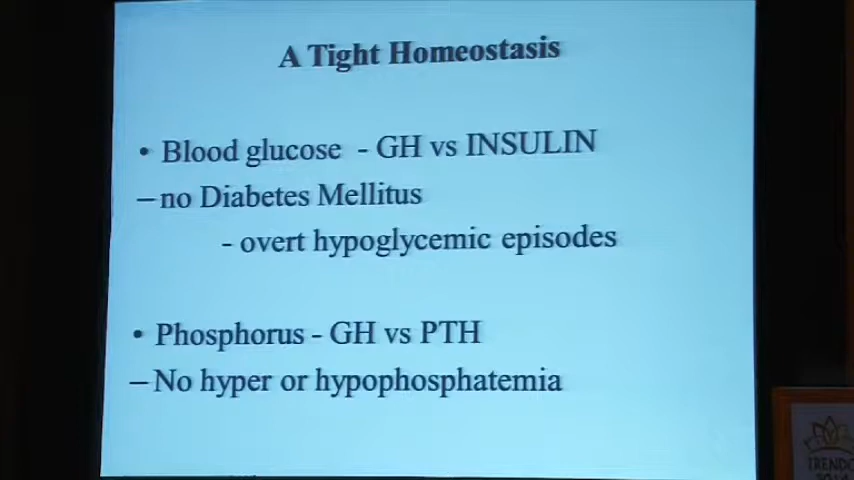 A Tight Homeostasis
• Blood glucose - GH vs INSULIN
– no Diabetes Mellitus
- overt hypoglycemic episodes
• Phosphorus - GH vs PTH
– No hyper or hypophosphatemia